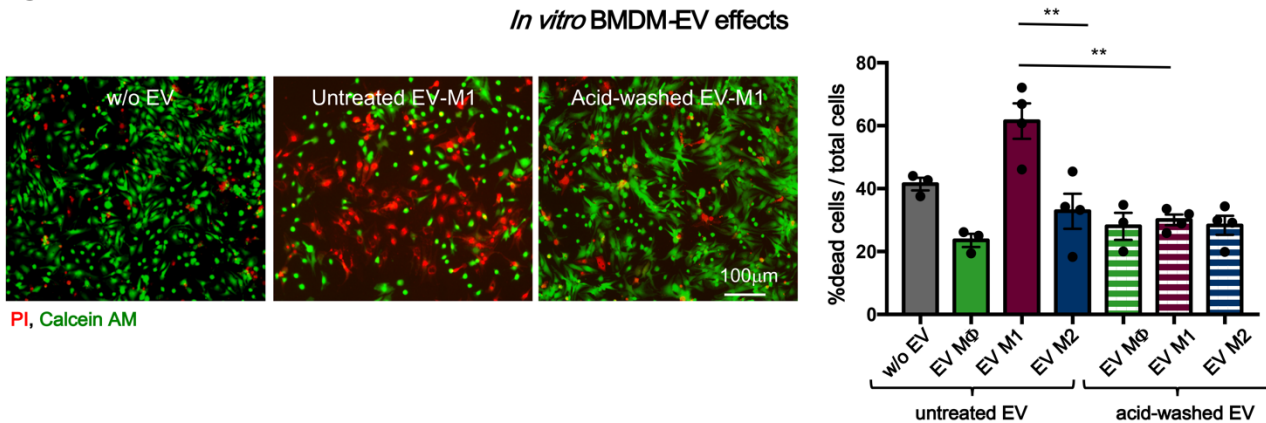 In vitro BMDM-EV effects
w/o EV
Untreated EV-M1
Acid-washed EV-M1
100μm
PI, Calcein AM
**
**
%dead cells / total cells
80
60
40
20
0
w/o EV
EV MΦ
EV M1
EV M2
EV MΦ
EV M1
EV M2
untreated EV
acid-washed EV